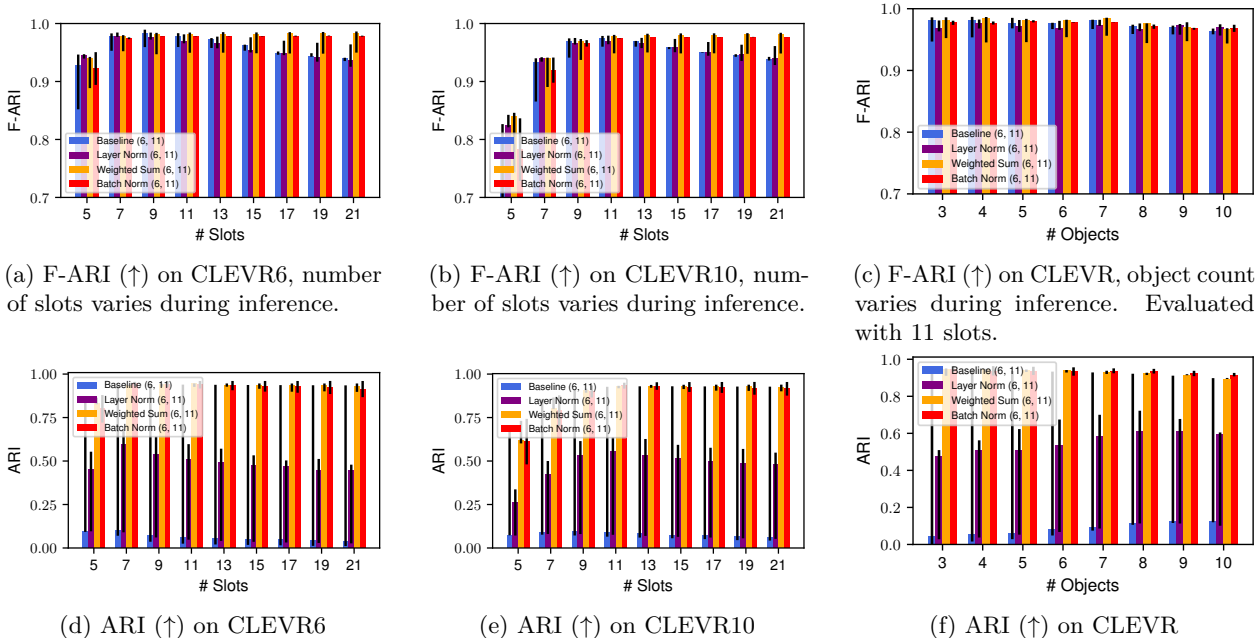 1.0
0.9
0.8
0.7
F-ARI
Baseline (6, 11)
Layer Norm (6, 11)
Weighted Sum (6, 11)
Batch Norm (6, 11)
5 7 9 11 13 15 17 19 21
# Slots
(a) F-ARI (↑) on CLEVR6, number
of slots varies during inference.
1.0
0.9
0.8
0.7
F-ARI
Baseline (6, 11)
Layer Norm (6, 11)
Weighted Sum (6, 11)
Batch Norm (6, 11)
5 7 9 11 13 15 17 19 21
# Slots
(b) F-ARI (↑) on CLEVR10, num-
ber of slots varies during inference.
1.0
0.9
0.8
0.7
F-ARI
Baseline (6, 11)
Layer Norm (6, 11)
Weighted Sum (6, 11)
Batch Norm (6, 11)
3 4 5 6 7 8 9 10
# Objects
(c) F-ARI (↑) on CLEVR, object count
varies during inference. Evaluated
with 11 slots.
1.00
0.75
0.50
0.25
0.00
ARI
Baseline (6, 11)
Layer Norm (6, 11)
Weighted Sum (6, 11)
Batch Norm (6, 11)
5 7 9 11 13 15 17 19 21
# Slots
(d) ARI (↑) on CLEVR6
1.00
0.75
0.50
0.25
0.00
ARI
Baseline (6, 11)
Layer Norm (6, 11)
Weighted Sum (6, 11)
Batch Norm (6, 11)
5 7 9 11 13 15 17 19 21
# Slots
(e) ARI (↑) on CLEVR10
1.0
0.8
0.6
0.4
0.2
0.0
ARI
Baseline (6, 11)
Layer Norm (6, 11)
Weighted Sum (6, 11)
Batch Norm (6, 11)
3 4 5 6 7 8 9 10
# Objects
(f) ARI (↑) on CLEVR